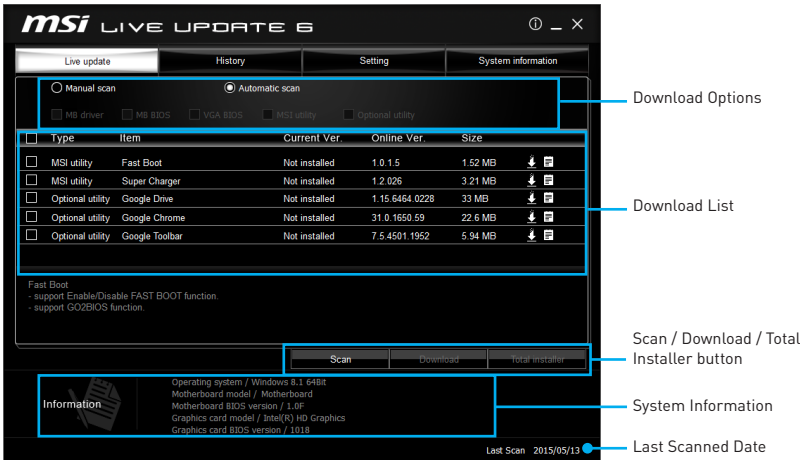 msi LIVE UPDATE 6
Live update History Setting System information
Manual scan Automatic scan
MB driver MB BIOS VGA BIOS MSI utility Optional utility
Download Options
Type Item Current Ver. Online Ver. Size
MSI utility Fast Boot Not installed 1.0.1.5 1.52 MB
MSI utility Super Charger Not installed 1.2.026 3.21 MB
Optional utility Google Drive Not installed 1.15.6464.0228 33 MB
Optional utility Google Chrome Not installed 31.0.1650.59 22.6 MB
Optional utility Google Toolbar Not installed 7.5.4501.1952 5.94 MB
Download List
Fast Boot
- support Enable/Disable FAST BOOT function.
- support GO2BIOS function.
Scan Download Total installer
Scan / Download / Total
Installer button
Information
Operating system / Windows 8.1 64Bit
Motherboard model / Motherboard
Motherboard BIOS version / 1.0F
Graphics card model / Intel(R) HD Graphics
Graphics card BIOS version / 1018
System Information
Last Scan 2015/05/13
Last Scanned Date